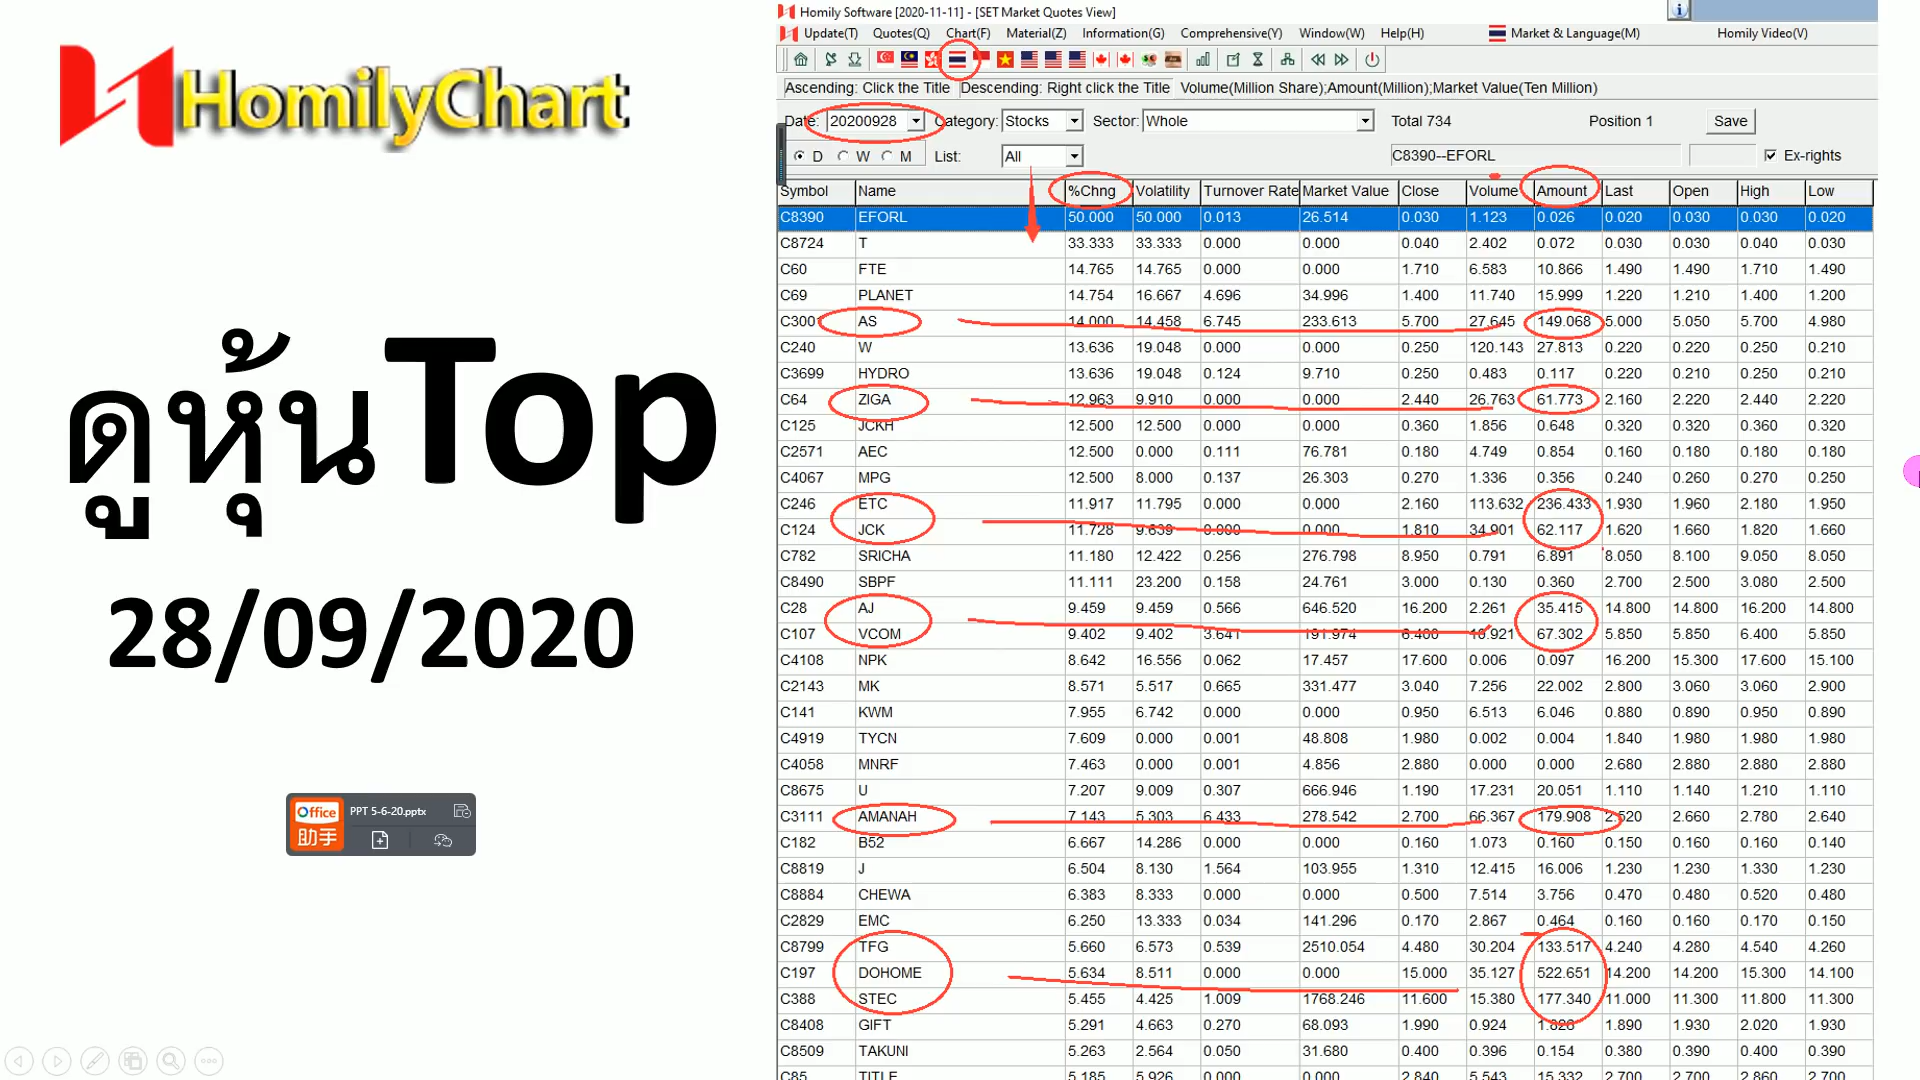 HomilyChart
ดูหุ้นTop
28/09/2020
Office
助手
PPT 5-6-20.pptx
Homily Software [2020-11-11] - [SET Market Quotes View]
Update(T) Quotes(Q) Chart(F) Material(Z) Information(G) Comprehensive(Y) Window(W) Help(H) Market & Language(M) Homily Video(V)
Ascending: Click the Title Descending: Right click the Title Volume(Million Share);Amount(Million);Market Value(Ten Million)
Date: 20200928 Category: Stocks Sector: Whole Total 734 Position 1 Save
D W M List: All C8390--EFORL Ex-rights
Symbol Name %Chng Volatility Turnover Rate Market Value Close Volume Amount Last Open High Low
C8390 EFORL 50.000 50.000 0.013 26.514 0.030 1.123 0.026 0.020 0.030 0.030 0.020
C8724 T 33.333 33.333 0.000 0.000 0.040 2.402 0.072 0.030 0.030 0.040 0.030
C60 FTE 14.765 14.765 0.000 0.000 1.710 6.583 10.866 1.490 1.490 1.710 1.490
C69 PLANET 14.754 16.667 4.696 34.996 1.400 11.740 15.999 1.220 1.210 1.400 1.200
C3001 AS 14.000 14.458 6.745 233.613 5.700 27.645 149.068 5.000 5.050 5.700 4.980
C240 W 13.636 19.048 0.000 0.000 0.250 120.143 27.813 0.220 0.220 0.250 0.210
C3699 HYDRO 13.636 19.048 0.124 9.710 0.250 0.483 0.117 0.220 0.210 0.250 0.210
C64 ZIGA 12.963 9.910 0.000 0.000 2.440 26.763 61.773 2.160 2.220 2.440 2.220
C125 JCKH 12.500 12.500 0.000 0.000 0.360 1.856 0.648 0.320 0.320 0.360 0.320
C2571 AEC 12.500 0.000 0.111 76.781 0.180 4.749 0.854 0.160 0.180 0.180 0.180
C4067 MPG 12.500 8.000 0.137 26.303 0.270 1.336 0.356 0.240 0.260 0.270 0.250
C246 ETC 11.917 11.795 0.000 0.000 2.160 113.632 236.433 1.930 1.960 2.180 1.950
C124 JCK 11.728 9.639 0.000 0.000 1.810 34.901 62.117 1.620 1.660 1.820 1.660
C782 SRICHA 11.180 12.422 0.256 276.798 8.950 0.791 6.891 8.050 8.100 9.050 8.050
C8490 SBPF 11.111 23.200 0.158 24.761 3.000 0.130 0.360 2.700 2.500 3.080 2.500
C28 AJ 9.459 9.459 0.566 646.520 16.200 2.261 35.415 14.800 14.800 16.200 14.800
C107 VCOM 9.402 9.402 3.641 191.974 6.400 10.921 67.302 5.850 5.850 6.400 5.850
C4108 NPK 8.642 16.556 0.062 17.457 17.600 0.006 0.097 16.200 15.300 17.600 15.100
C2143 MK 8.571 5.517 0.665 331.477 3.040 7.256 22.002 2.800 3.060 3.060 2.900
C141 KWM 7.955 6.742 0.000 0.000 0.950 6.513 6.046 0.880 0.890 0.950 0.890
C4919 TYCN 7.609 0.000 0.001 48.808 1.980 0.002 0.004 1.840 1.980 1.980 1.980
C4058 MNRF 7.463 0.000 0.001 4.856 2.880 0.000 0.000 2.680 2.880 2.880 2.880
C8675 U 7.207 9.009 0.307 666.946 1.190 17.231 20.051 1.110 1.140 1.210 1.110
C3111 AMANAH 7.143 5.303 6.433 278.542 2.700 66.367 179.908 2.520 2.660 2.780 2.640
C182 B52 6.667 14.286 0.000 0.000 0.160 1.073 0.160 0.150 0.160 0.160 0.140
C8819 J 6.504 8.130 1.564 103.955 1.310 12.415 16.006 1.230 1.230 1.330 1.230
C8884 CHEWA 6.383 8.333 0.000 0.000 0.500 7.514 3.756 0.470 0.480 0.520 0.480
C2829 EMC 6.250 13.333 0.034 141.296 0.170 2.867 0.464 0.160 0.160 0.170 0.150
C8799 TFG 5.660 6.573 0.539 2510.054 4.480 30.204 133.517 4.240 4.280 4.540 4.260
C197 DOHOME 5.634 8.511 0.000 0.000 15.000 35.127 522.651 14.200 14.200 15.300 14.100
C388 STEC 5.455 4.425 1.009 1768.246 11.600 15.380 177.340 11.000 11.300 11.800 11.300
C8408 GIFT 5.291 4.663 0.270 68.093 1.990 0.924 1.826 1.890 1.930 2.020 1.930
C8509 TAKUNI 5.263 2.564 0.050 31.680 0.400 0.396 0.154 0.380 0.390 0.400 0.390
C85 TITLE 5.185 5.926 0.000 0.000 2.840 5.543 15.332 2.700 2.700 2.860 2.700